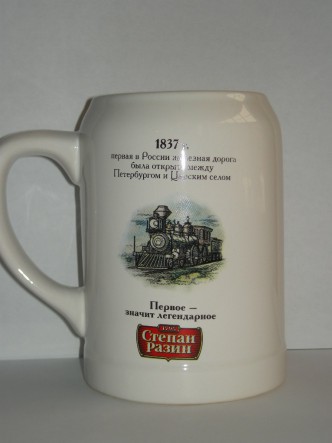 1837 г.
первая в России железная дорога
была открыта между
Петербургом и Царским селом
Первое —
значит легендарное
Степан
Разин